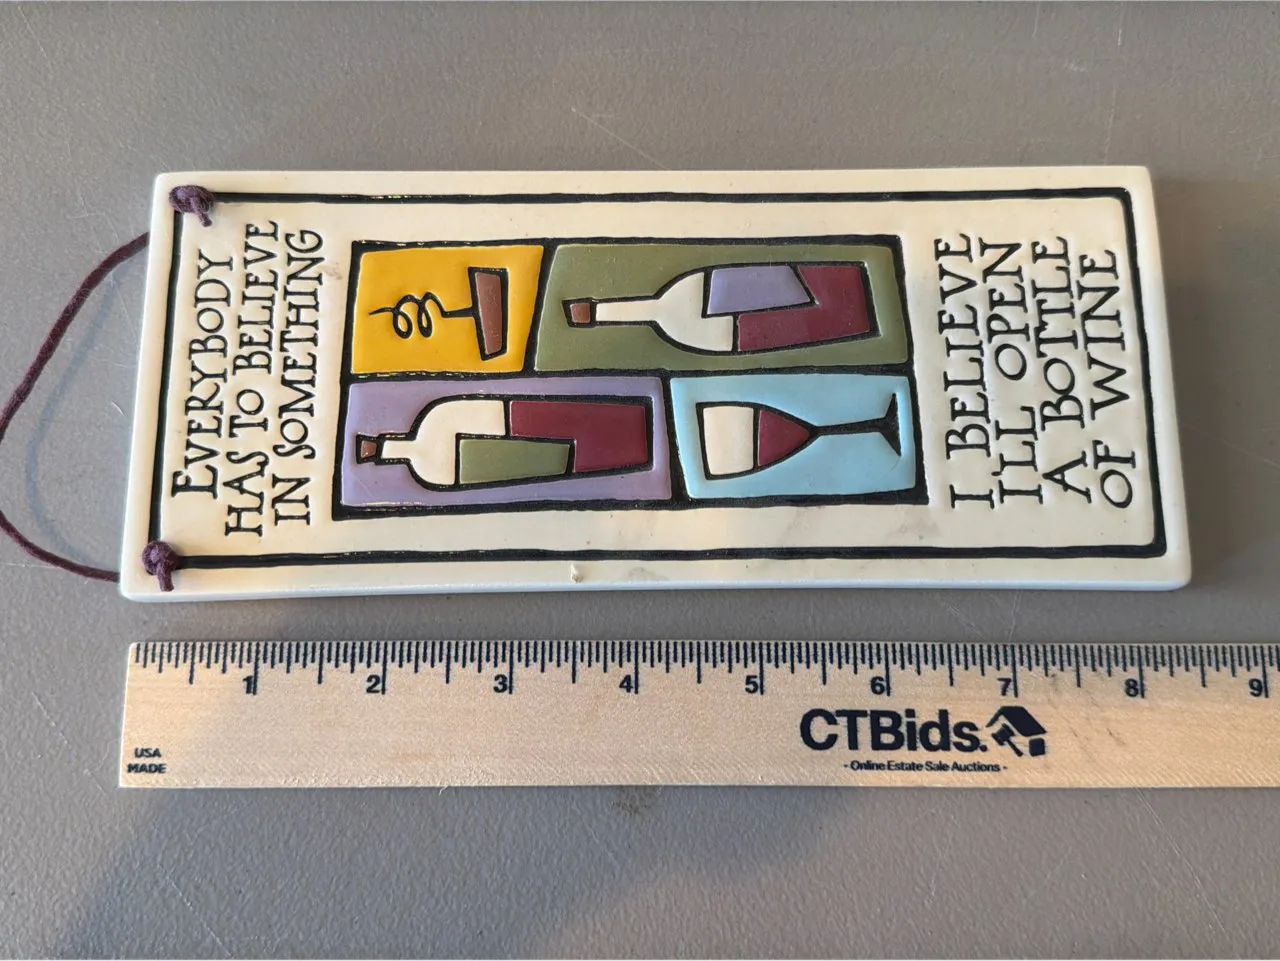 EVERYBODY
HAS TO BELIEVE
IN SOMETHING
I BELIEVE
I'LL OPEN
A BOTTLE
OF WINE
1 2 3 4 5 6 7 8 9
CTBids.
- Online Estate Sale Auctions -
USA
MADE